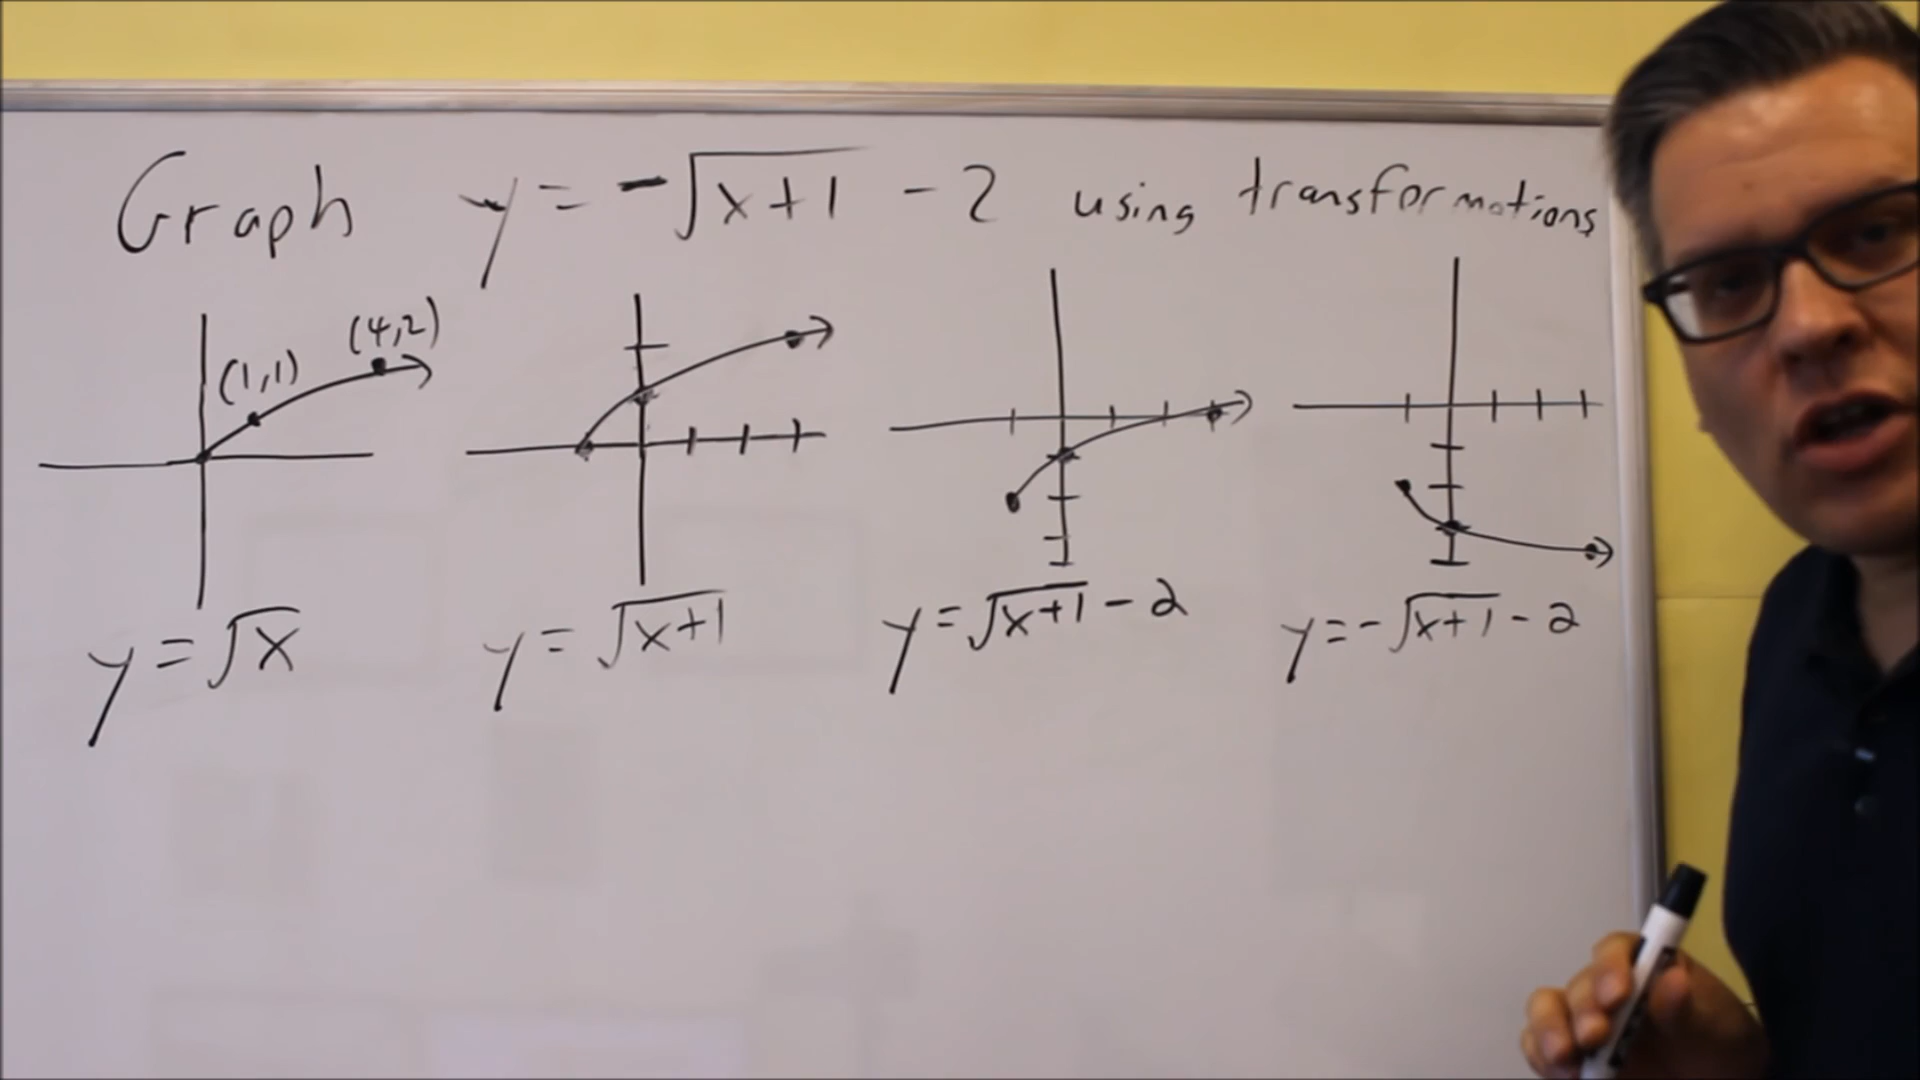 Graph y = -√(x+1) - 2 using transformations
(1,1) (4,2)
y = √x
y = √(x+1)
y = √(x+1) - 2
y = -√(x+1) - 2